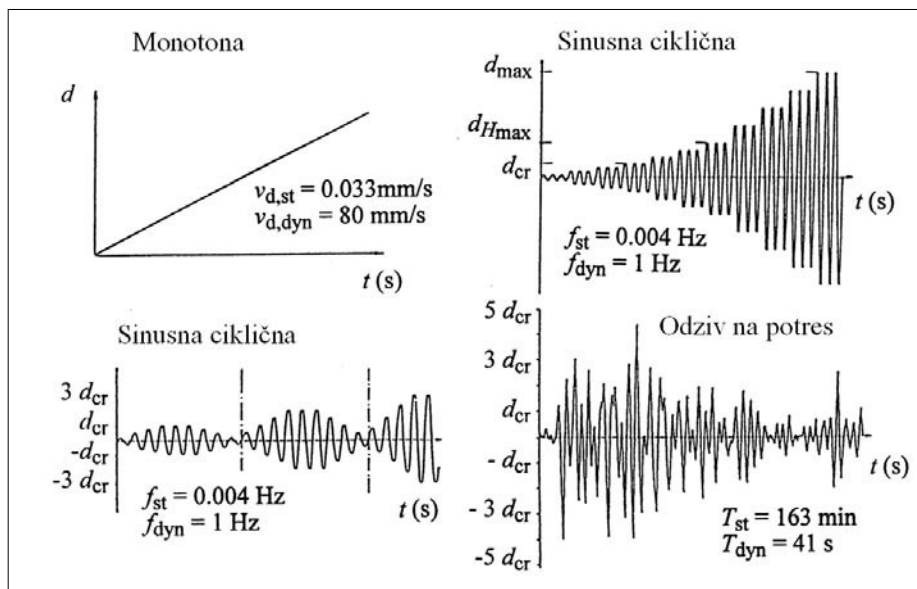 Monotona
d
v_d,st = 0.033mm/s
v_d,dyn = 80 mm/s
t (s)
Sinusna ciklična
d_max
d_Hmax
d_cr
t (s)
f_st = 0.004 Hz
f_dyn = 1 Hz
Sinusna ciklična
3 d_cr
d_cr
-d_cr
-3 d_cr
t (s)
f_st = 0.004 Hz
f_dyn = 1 Hz
Odziv na potres
5 d_cr
3 d_cr
d_cr
- d_cr
- 3 d_cr
-5 d_cr
t (s)
T_st = 163 min
T_dyn = 41 s